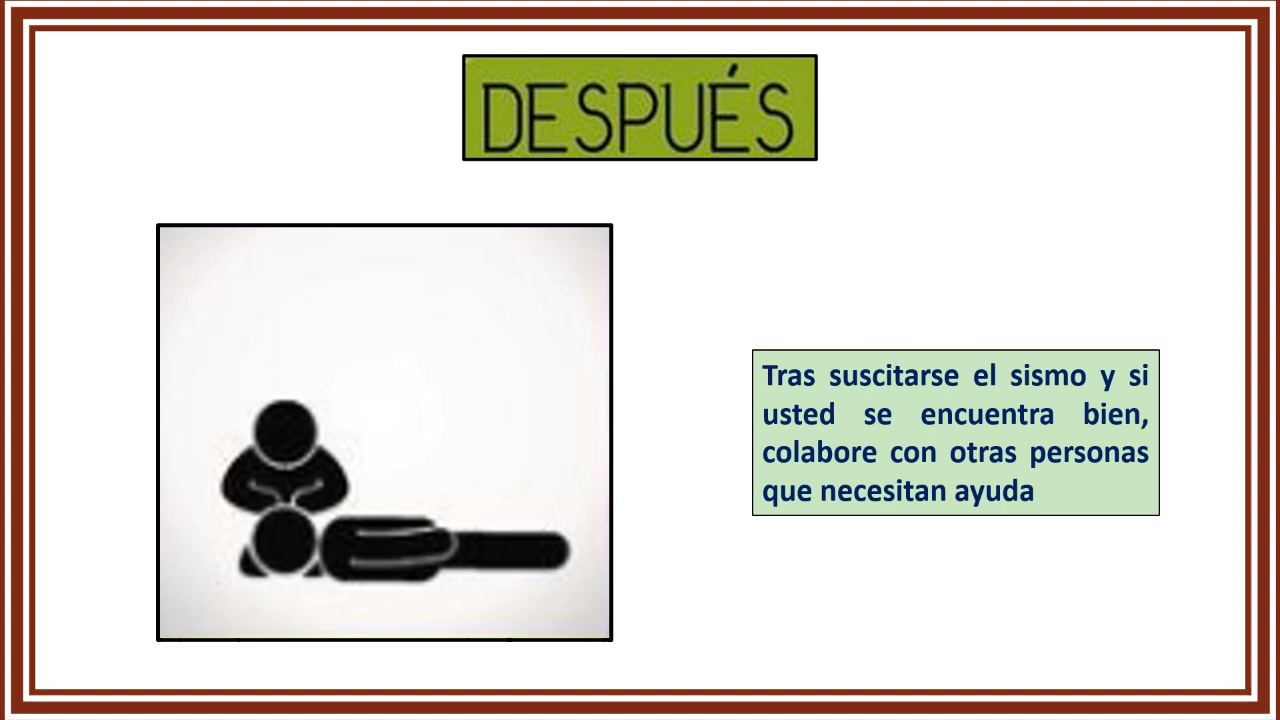 DESPUÉS
Tras suscitarse el sismo y si
usted se encuentra bien,
colabore con otras personas
que necesitan ayuda